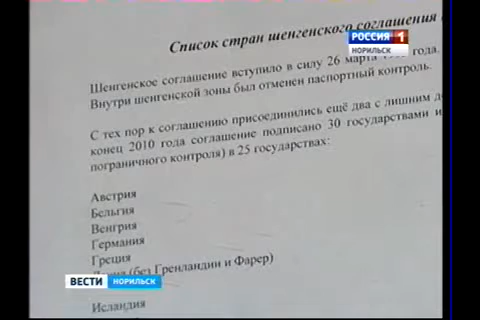 Список стран шенгенского соглашения
РОССИЯ 1
НОРИЛЬСК
Шенгенское соглашение вступило в силу 26 марта года.
Внутри шенгенской зоны был отменен паспортный контроль.
С тех пор к соглашению присоединились ещё два с лишним
конец 2010 года соглашение подписано 30 государствами и
пограничного контроля) в 25 государствах:
Австрия
Бельгия
Венгрия
Германия
Греция
(без Гренландии и Фарер)
ВЕСТИ НОРИЛЬСК
Исландия